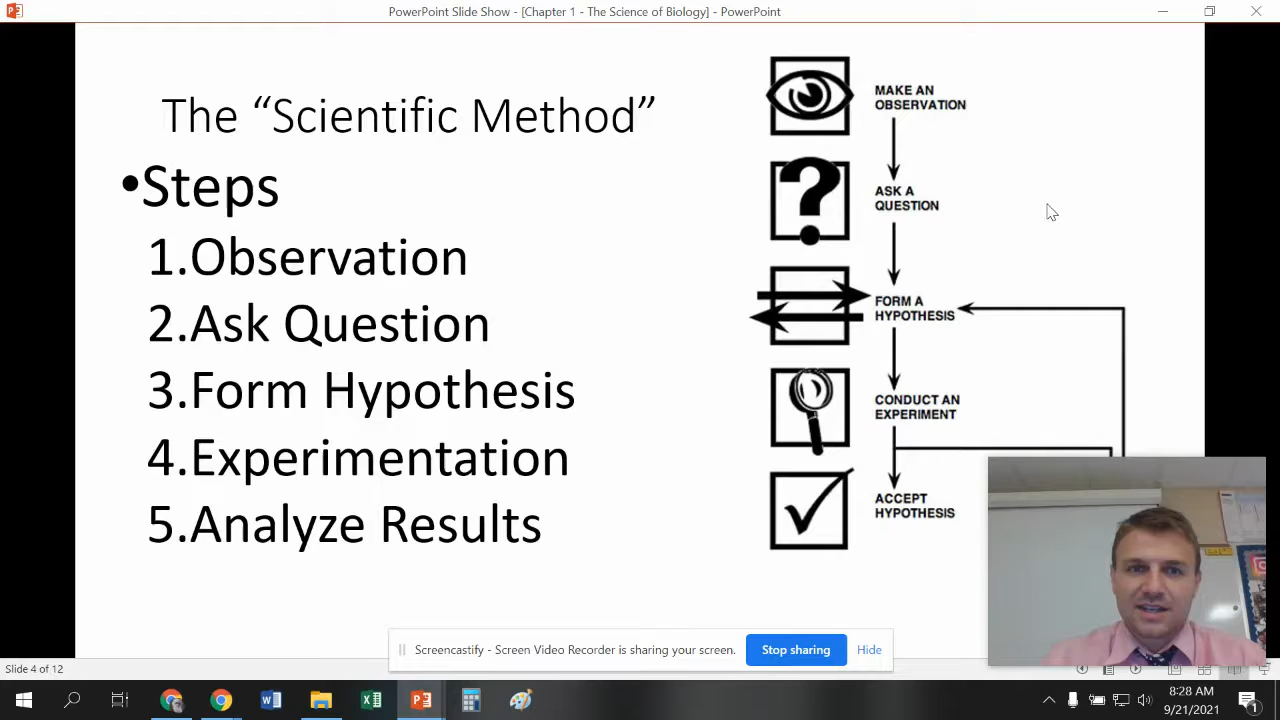 PowerPoint Slide Show - [Chapter 1 - The Science of Biology] - PowerPoint
The “Scientific Method”
•Steps
1.Observation
2.Ask Question
3.Form Hypothesis
4.Experimentation
5.Analyze Results
MAKE AN
OBSERVATION
ASK A
QUESTION
FORM A
HYPOTHESIS
CONDUCT AN
EXPERIMENT
ACCEPT
HYPOTHESIS
Screencastify - Screen Video Recorder is sharing your screen.
Stop sharing
Hide
Slide 4 of 12
8:28 AM
9/21/2021
1